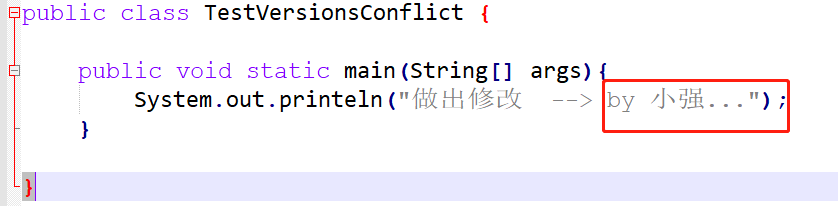 public class TestVersionsConflict {
public void static main(String[] args){
System.out.printeln("做出修改  --> by 小强...");
}
}